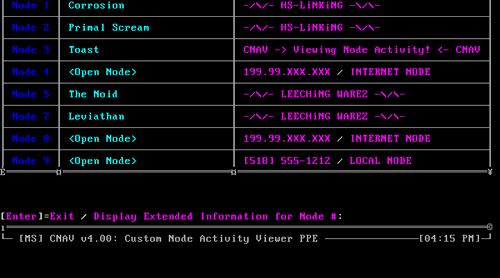 Node 1 Corrosion -/\/- HS-LiNKiNG -\/\-
Node 2 Primal Scream -/\/- HS-LiNKiNG -\/\-
Node 3 Toast CNAV -> Viewing Node Activity! <- CNAV
Node 4 <Open Node> 199.99.XXX.XXX / INTERNET NODE
Node 5 The Noid -/\/- LEECHiNG WAREZ -\/\-
Node 7 Leviathan -/\/- LEECHiNG WAREZ -\/\-
Node 8 <Open Node> 199.99.XXX.XXX / INTERNET NODE
Node 9 <Open Node> [518] 555-1212 / LOCAL NODE
[Enter]=Exit / Display Extended Information for Node #:
[MS] CNAV v4.00: Custom Node Activity Viewer PPE [04:15 PM]